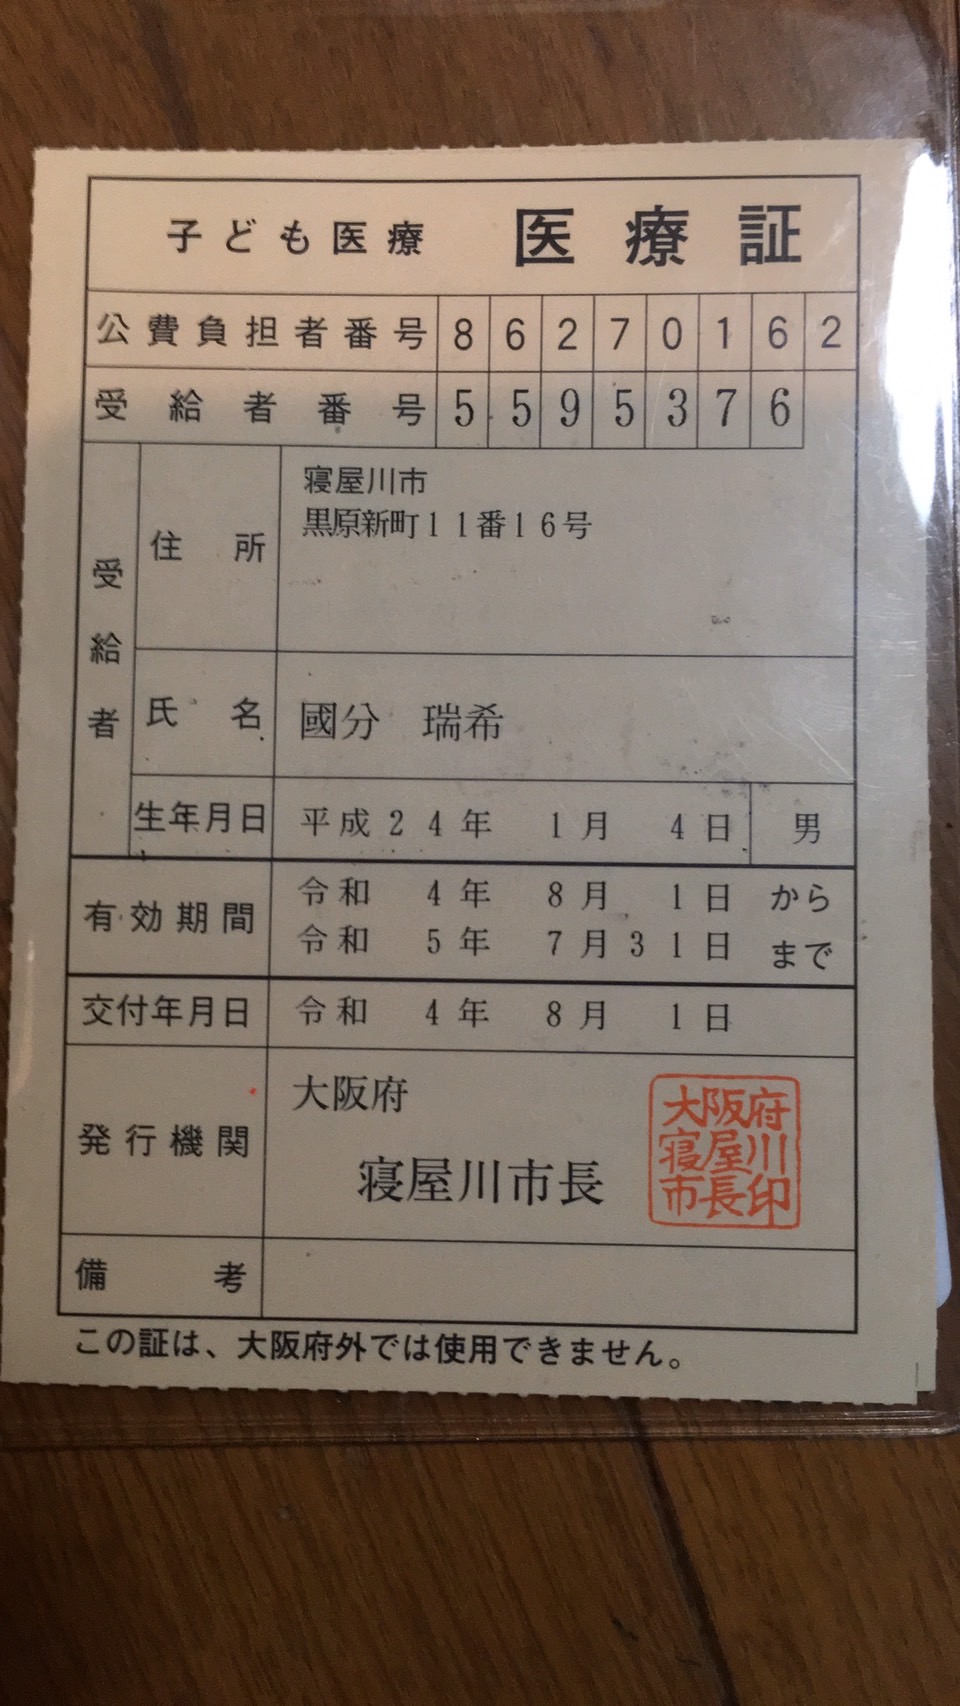 子ども医療 医療証
公費負担者番号 8 6 2 7 0 1 6 2
受給者番号 5 5 9 5 3 7 6
受給者
住所 寝屋川市
黒原新町11番16号
氏名 國分 瑞希
生年月日 平成24年 1月 4日 男
有効期間 令和 4年 8月 1日 から
令和 5年 7月31日 まで
交付年月日 令和 4年 8月 1日
発行機関 大阪府
寝屋川市長
大阪府
寝屋川
市長印
備考
この証は、大阪府外では使用できません。